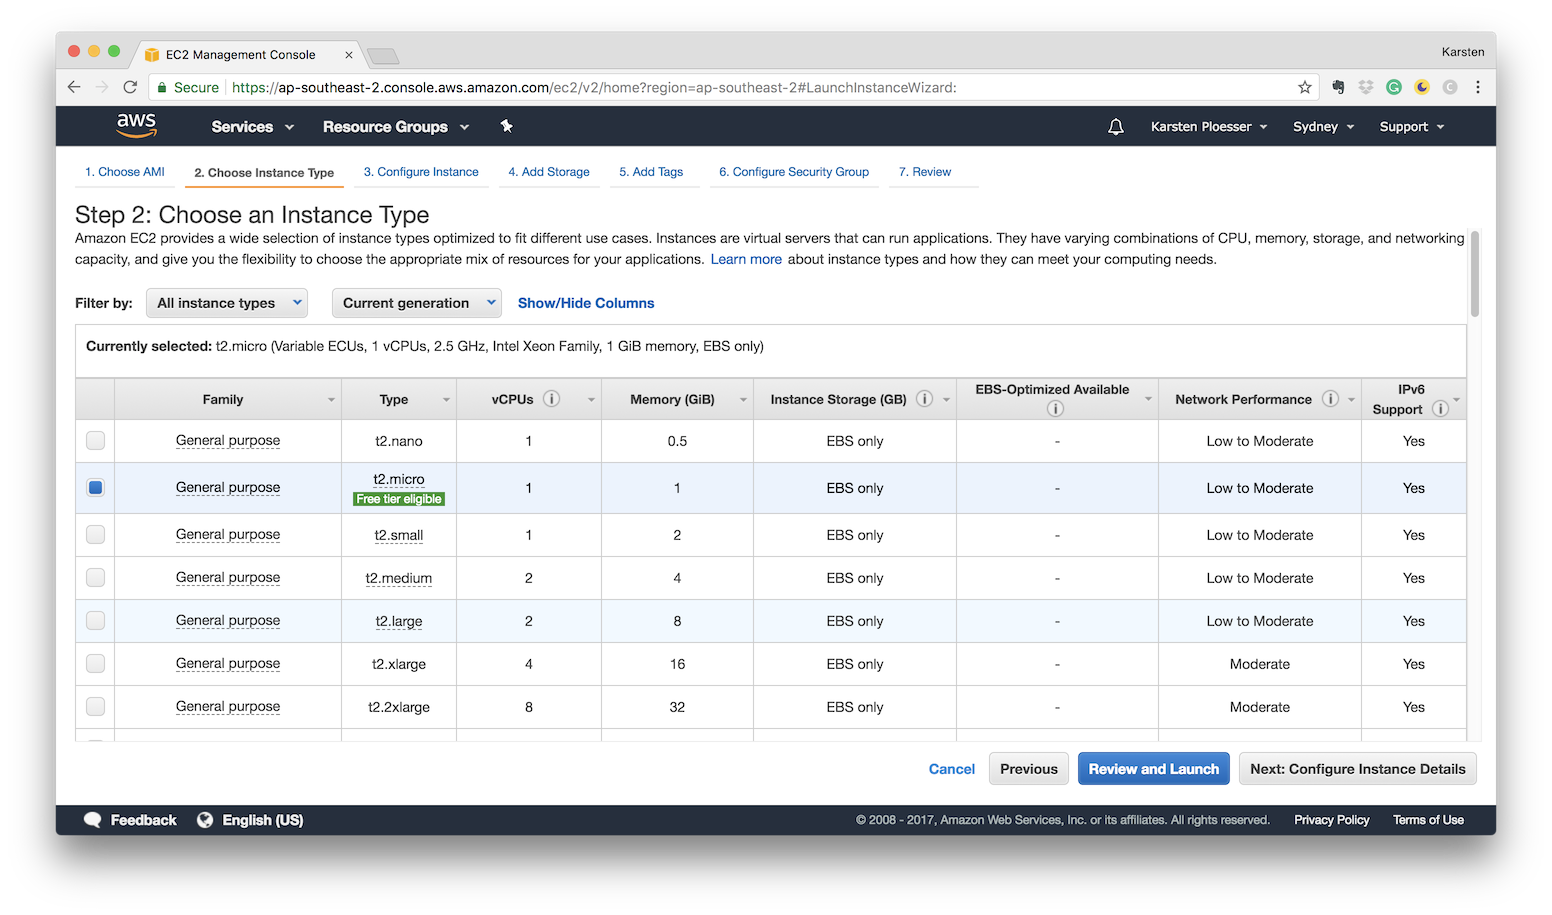 EC2 Management Console
Karsten
Secure https://ap-southeast-2.console.aws.amazon.com/ec2/v2/home?region=ap-southeast-2#LaunchInstanceWizard:
aws Services Resource Groups Karsten Ploesser Sydney Support
1. Choose AMI 2. Choose Instance Type 3. Configure Instance 4. Add Storage 5. Add Tags 6. Configure Security Group 7. Review
Step 2: Choose an Instance Type
Amazon EC2 provides a wide selection of instance types optimized to fit different use cases. Instances are virtual servers that can run applications. They have varying combinations of CPU, memory, storage, and networking
capacity, and give you the flexibility to choose the appropriate mix of resources for your applications. Learn more about instance types and how they can meet your computing needs.
Filter by: All instance types Current generation Show/Hide Columns
Currently selected: t2.micro (Variable ECUs, 1 vCPUs, 2.5 GHz, Intel Xeon Family, 1 GiB memory, EBS only)
Family Type vCPUs Memory (GiB) Instance Storage (GB) EBS-Optimized Available Network Performance IPv6 Support
General purpose t2.nano 1 0.5 EBS only - Low to Moderate Yes
General purpose t2.micro Free tier eligible 1 1 EBS only - Low to Moderate Yes
General purpose t2.small 1 2 EBS only - Low to Moderate Yes
General purpose t2.medium 2 4 EBS only - Low to Moderate Yes
General purpose t2.large 2 8 EBS only - Low to Moderate Yes
General purpose t2.xlarge 4 16 EBS only - Moderate Yes
General purpose t2.2xlarge 8 32 EBS only - Moderate Yes
Cancel Previous Review and Launch Next: Configure Instance Details
Feedback English (US) © 2008 - 2017, Amazon Web Services, Inc. or its affiliates. All rights reserved. Privacy Policy Terms of Use